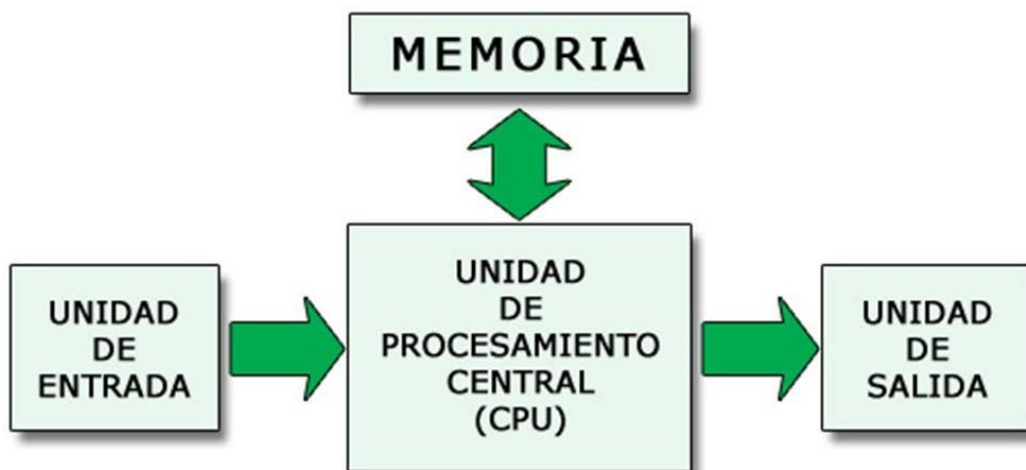 MEMORIA
UNIDAD
DE
ENTRADA
UNIDAD
DE
PROCESAMIENTO
CENTRAL
(CPU)
UNIDAD
DE
SALIDA